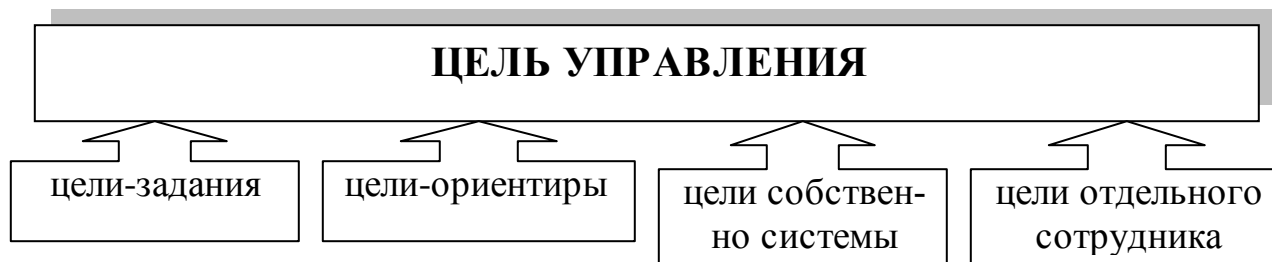 ЦЕЛЬ УПРАВЛЕНИЯ
цели-задания
цели-ориентиры
цели собствен-
но системы
цели отдельного
сотрудника